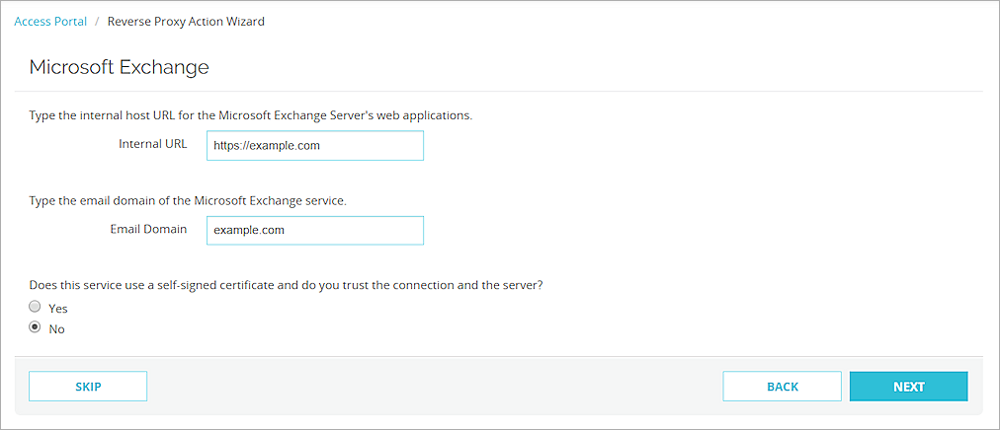 Access Portal / Reverse Proxy Action Wizard
Microsoft Exchange
Type the internal host URL for the Microsoft Exchange Server's web applications.
Internal URL https://example.com
Type the email domain of the Microsoft Exchange service.
Email Domain example.com
Does this service use a self-signed certificate and do you trust the connection and the server?
Yes
No
SKIP BACK NEXT